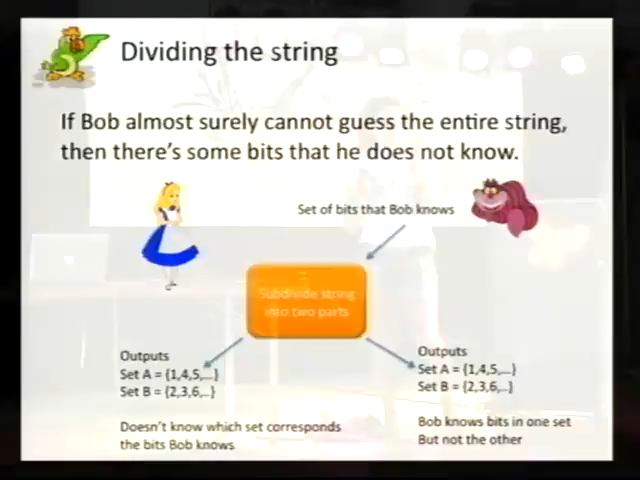 Dividing the string
If Bob almost surely cannot guess the entire string,
then there's some bits that he does not know.
Set of bits that Bob knows
Subdivide string
into two parts
Outputs
Set A = {1,4,5,...}
Set B = {2,3,6,..}
Outputs
Set A = {1,4,5,...}
Set B = {2,3,6,..}
Doesn't know which set corresponds
the bits Bob knows
Bob knows bits in one set
But not the other